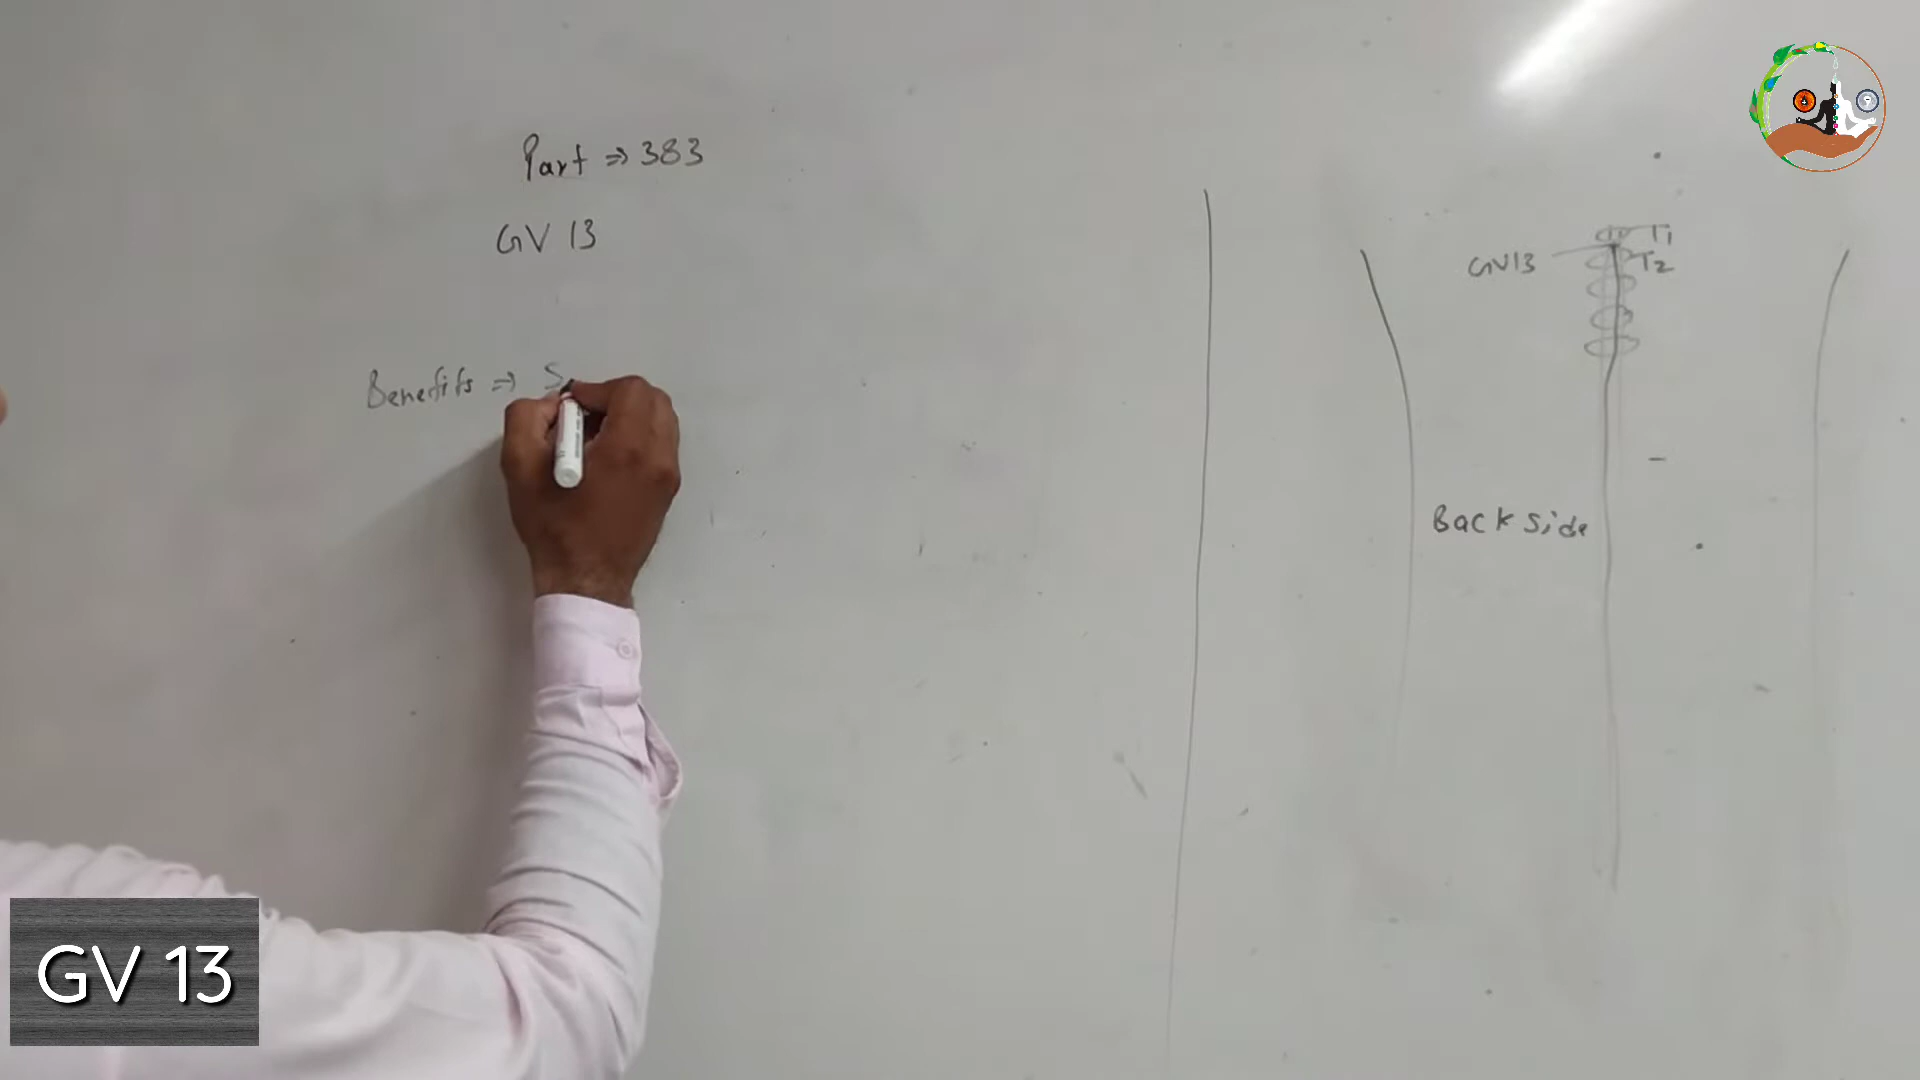 Part ⇒ 383
GV 13
Benefits ⇒ S
T1
GV13
T2
Back side
GV 13